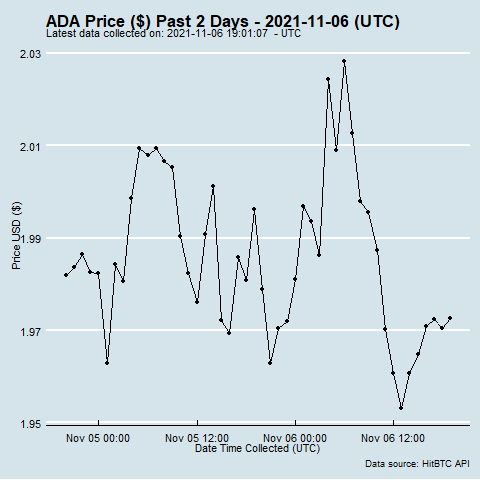 ADA Price ($) Past 2 Days - 2021-11-06 (UTC)
Latest data collected on: 2021-11-06 19:01:07 - UTC
2.03
2.01
1.99
1.97
1.95
Price USD ($)
Nov 05 00:00 Nov 05 12:00 Nov 06 00:00 Nov 06 12:00
Date Time Collected (UTC)
Data source: HitBTC API